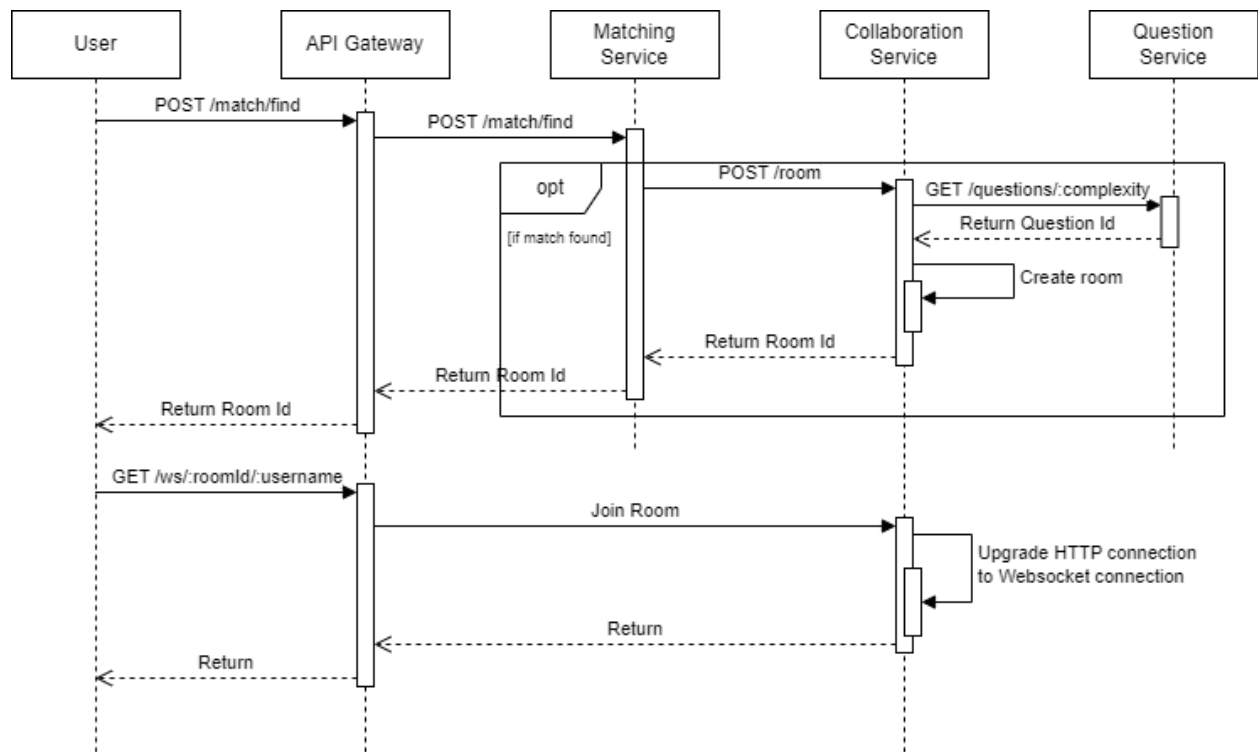 User
API Gateway
Matching
Service
Collaboration
Service
Question
Service
POST /match/find
POST /match/find
opt
[if match found]
POST /room
GET /questions/:complexity
Return Question Id
Create room
Return Room Id
Return Room Id
Return Room Id
GET /ws/:roomId/:username
Join Room
Upgrade HTTP connection
to Websocket connection
Return
Return